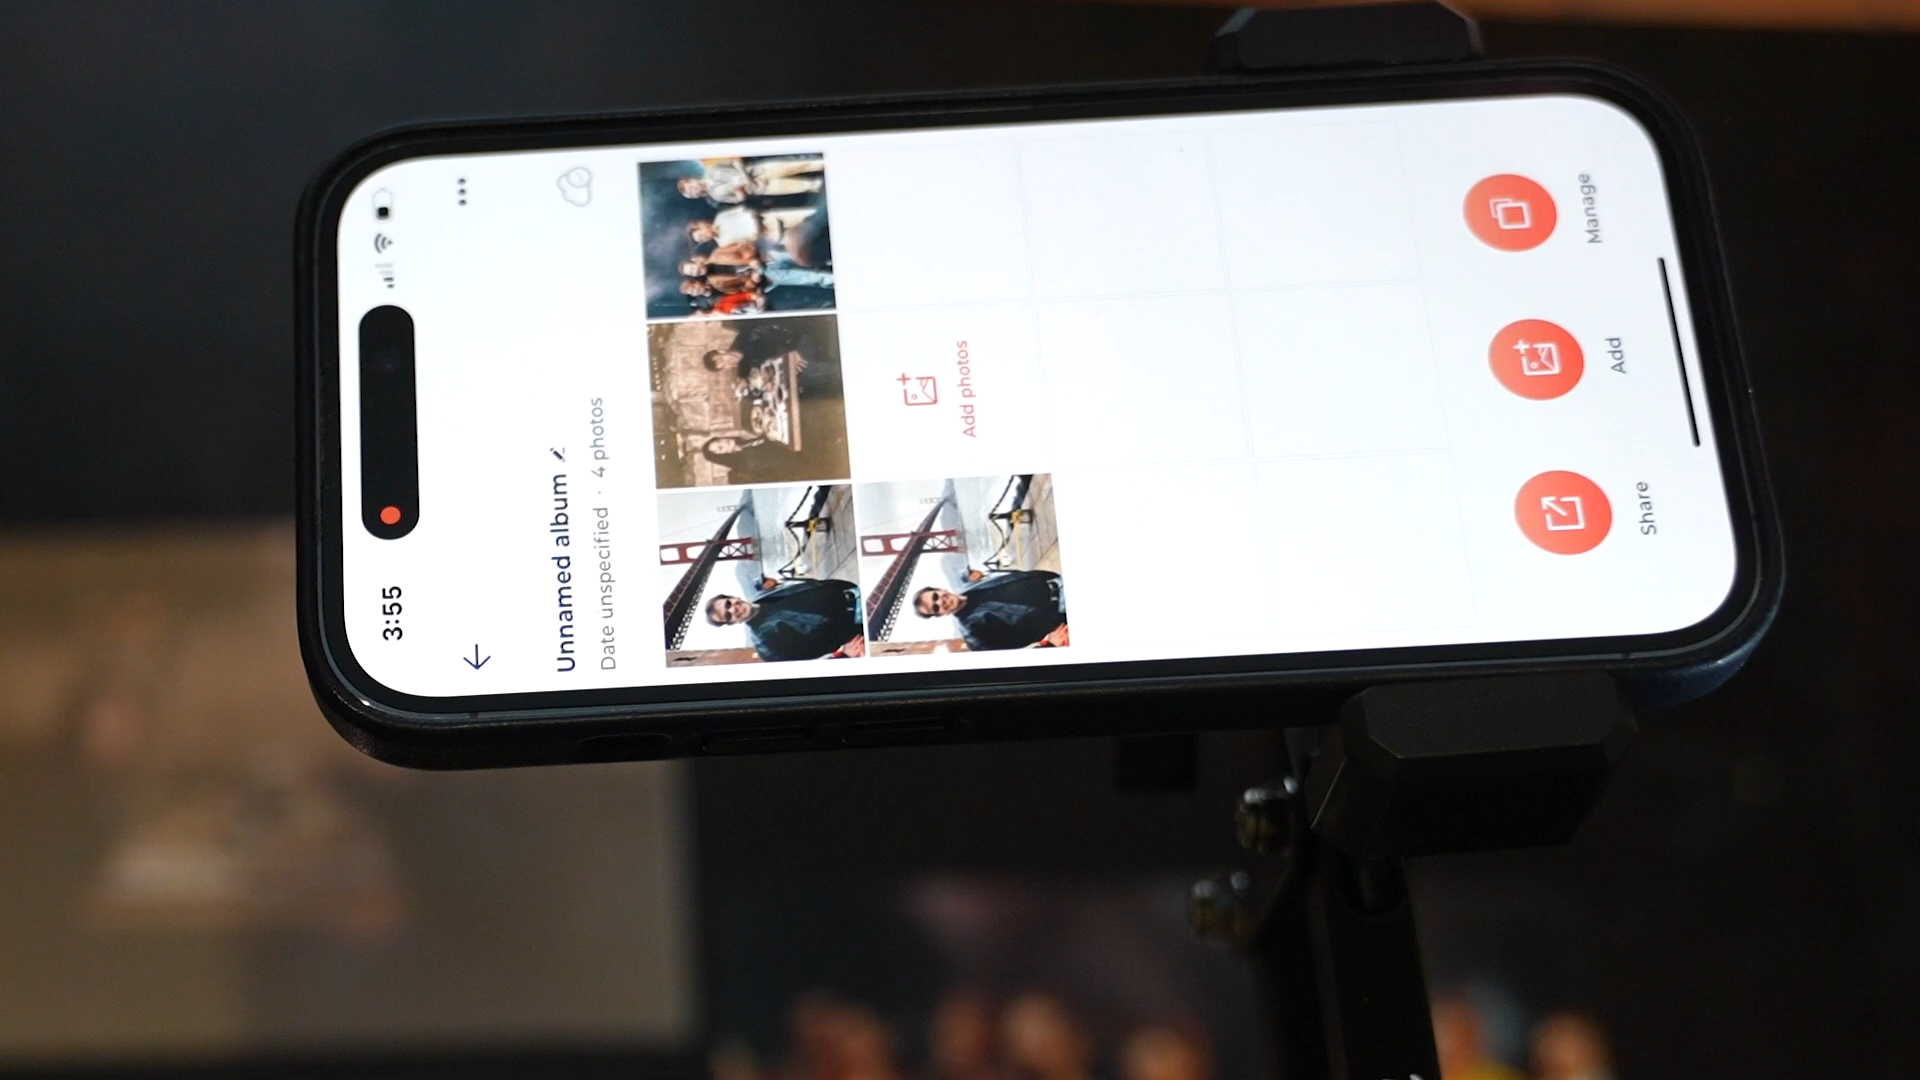 3:55
Unnamed album
Date unspecified · 4 photos
Add photos
Share
Add
Manage